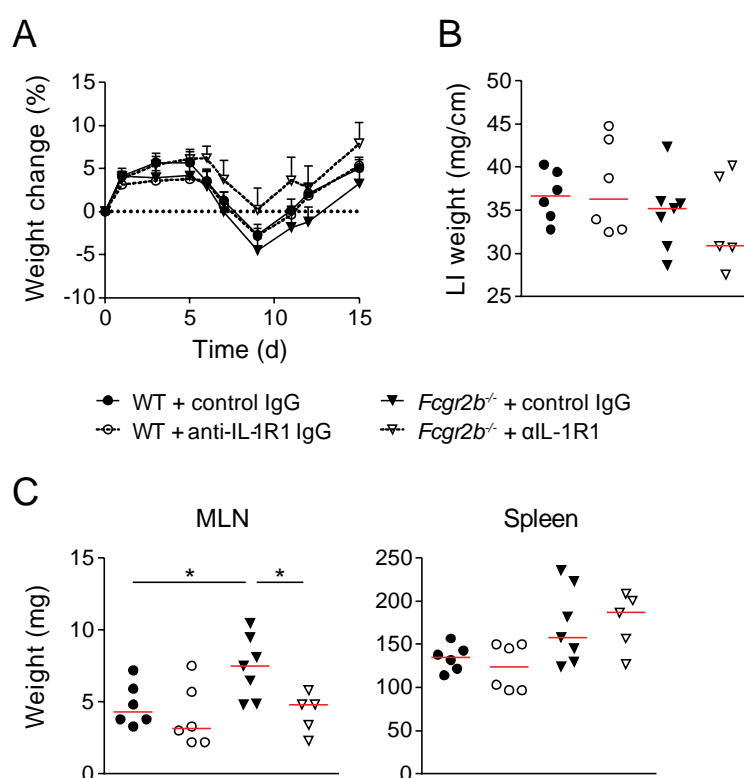 A
Weight change (%)
15
10
5
0
-5
-10
0 5 10 15
Time (d)
B
LI weight (mg/cm)
50
45
40
35
30
25
WT + control IgG
WT + anti-IL-1R1 IgG
Fcgr2b-/- + control IgG
Fcgr2b-/- + αIL-1R1
C
MLN
Weight (mg)
15
10
5
0
* *
Spleen
250
200
150
100
50
0